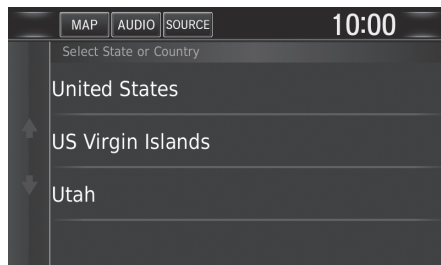 MAP AUDIO SOURCE 10:00
Select State or Country
United States
US Virgin Islands
Utah